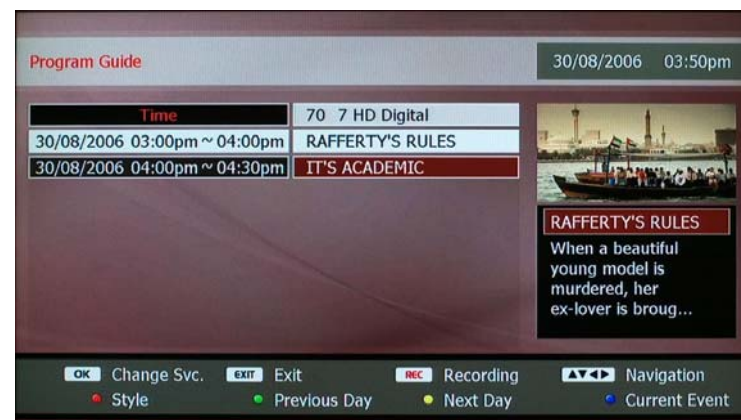 Program Guide
30/08/2006 03:50pm
Time
70 7 HD Digital
30/08/2006 03:00pm ~ 04:00pm RAFFERTY'S RULES
30/08/2006 04:00pm ~ 04:30pm IT'S ACADEMIC
RAFFERTY'S RULES
When a beautiful
young model is
murdered, her
ex-lover is broug...
OK Change Svc. EXIT Exit REC Recording ▲▼◀▶ Navigation
Style Previous Day Next Day Current Event